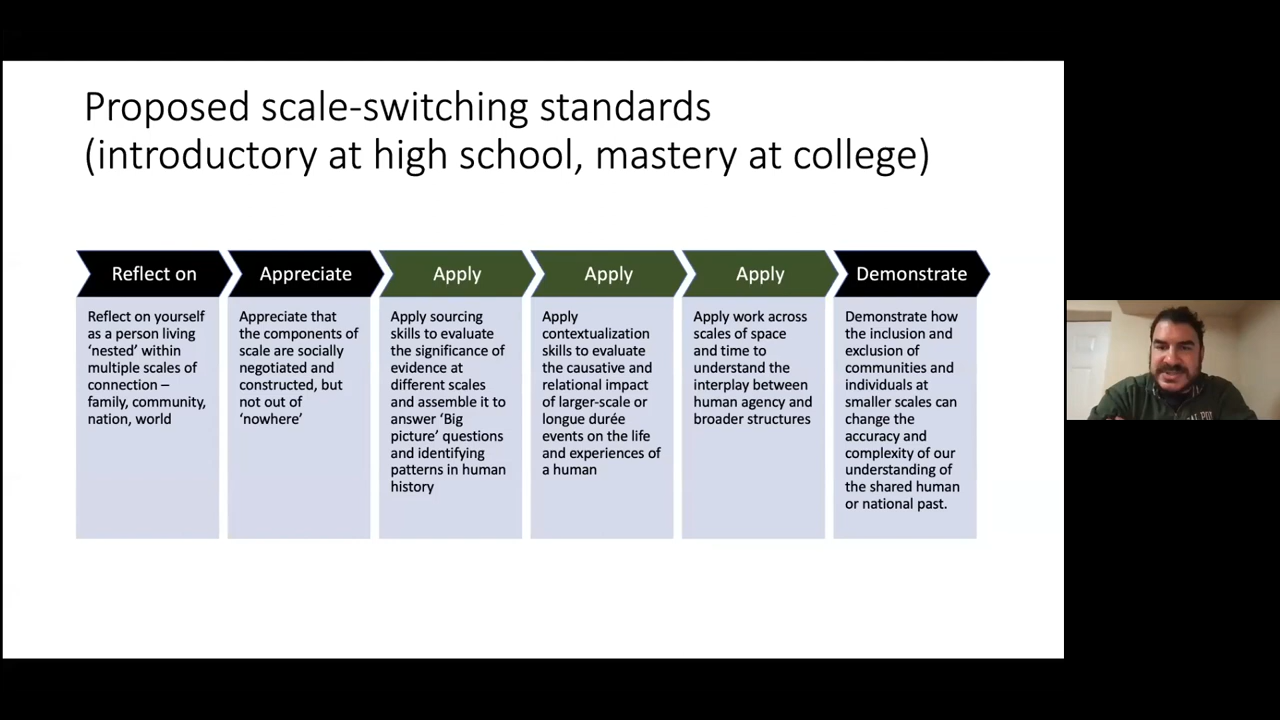 Proposed scale-switching standards
(introductory at high school, mastery at college)
Reflect on
Reflect on yourself
as a person living
‘nested’ within
multiple scales of
connection –
family, community,
nation, world
Appreciate
Appreciate that
the components of
scale are socially
negotiated and
constructed, but
not out of
‘nowhere’
Apply
Apply sourcing
skills to evaluate
the significance of
evidence at
different scales
and assemble it to
answer ‘Big
picture’ questions
and identifying
patterns in human
history
Apply
Apply
contextualization
skills to evaluate
the causative and
relational impact
of larger-scale or
longue durée
events on the life
and experiences of
a human
Apply
Apply work across
scales of space
and time to
understand the
interplay between
human agency and
broader structures
Demonstrate
Demonstrate how
the inclusion and
exclusion of
communities and
individuals at
smaller scales can
change the
accuracy and
complexity of our
understanding of
the shared human
or national past.